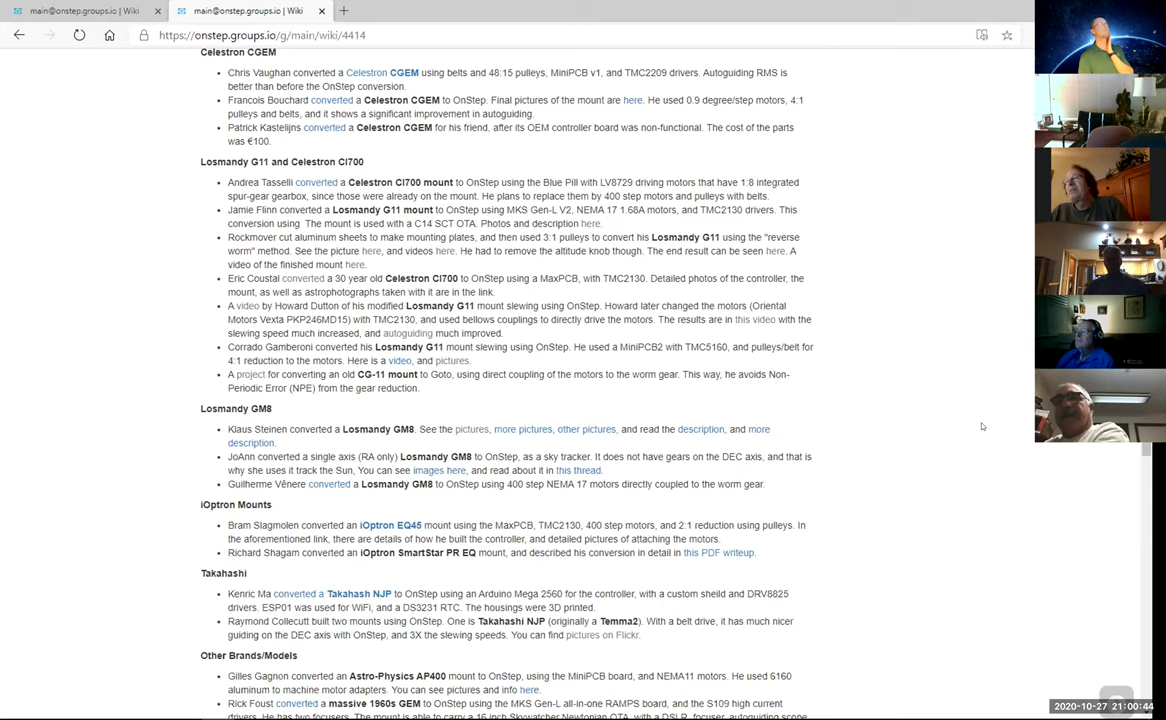 main@onstep.groups.io | Wiki
main@onstep.groups.io | Wiki
https://onstep.groups.io/g/main/wiki/4414
Celestron CGEM
Chris Vaughan converted a Celestron CGEM using belts and 48:15 pulleys, MiniPCB v1, and TMC2209 drivers. Autoguiding RMS is
better than before the OnStep conversion.
Francois Bouchard converted a Celestron CGEM to OnStep. Final pictures of the mount are here. He used 0.9 degree/step motors, 4:1
pulleys and belts, and it shows a significant improvement in autoguiding.
Patrick Kastelijns converted a Celestron CGEM for his friend, after its OEM controller board was non-functional. The cost of the parts
was €100.
Losmandy G11 and Celestron CI700
Andrea Tasselli converted a Celestron CI700 mount to OnStep using the Blue Pill with LV8729 driving motors that have 1:8 integrated
spur-gear gearbox, since those were already on the mount. He plans to replace them by 400 step motors and pulleys with belts.
Jamie Flinn converted a Losmandy G11 mount to OnStep using MKS Gen-L V2, NEMA 17 1.68A motors, and TMC2130 drivers. This
conversion using  The mount is used with a C14 SCT OTA. Photos and description here.
Rockmover cut aluminum sheets to make mounting plates, and then used 3:1 pulleys to convert his Losmandy G11 using the "reverse
worm" method. See the picture here, and videos here. He had to remove the altitude knob though. The end result can be seen here. A
video of the finished mount here.
Eric Coustal converted a 30 year old Celestron CI700 to OnStep using a MaxPCB, with TMC2130. Detailed photos of the controller, the
mount, as well as astrophotographs taken with it are in the link.
A video by Howard Dutton of his modified Losmandy G11 mount slewing using OnStep. Howard later changed the motors (Oriental
Motors Vexta PKP246MD15) with TMC2130, and used bellows couplings to directly drive the motors. The results are in this video with the
slewing speed much increased, and autoguiding much improved.
Corrado Gamberoni converted his Losmandy G11 mount slewing using OnStep. He used a MiniPCB2 with TMC5160, and pulleys/belt for
4:1 reduction to the motors. Here is a video, and pictures.
A project for converting an old CG-11 mount to Goto, using direct coupling of the motors to the worm gear. This way, he avoids Non-
Periodic Error (NPE) from the gear reduction.
Losmandy GM8
Klaus Steinen converted a Losmandy GM8. See the pictures, more pictures, other pictures, and read the description, and more
description.
JoAnn converted a single axis (RA only) Losmandy GM8 to OnStep, as a sky tracker. It does not have gears on the DEC axis, and that is
why she uses it track the Sun, You can see images here, and read about it in this thread.
Guilherme Vênere converted a Losmandy GM8 to OnStep using 400 step NEMA 17 motors directly coupled to the worm gear.
iOptron Mounts
Bram Slagmolen converted an iOptron EQ45 mount using the MaxPCB, TMC2130, 400 step motors, and 2:1 reduction using pulleys. In
the aforementioned link, there are details of how he built the controller, and detailed pictures of attaching the motors.
Richard Shagam converted an iOptron SmartStar PR EQ mount, and described his conversion in detail in this PDF writeup.
Takahashi
Kenric Ma converted a Takahash NJP to OnStep using an Arduino Mega 2560 for the controller, with a custom sheild and DRV8825
drivers. ESP01 was used for WiFi, and a DS3231 RTC. The housings were 3D printed.
Raymond Collecutt built two mounts using OnStep. One is Takahashi NJP (originally a Temma2). With a belt drive, it has much nicer
guiding on the DEC axis with OnStep, and 3X the slewing speeds. You can find pictures on Flickr.
Other Brands/Models
Gilles Gagnon converted an Astro-Physics AP400 mount to OnStep, using the MiniPCB board, and NEMA11 motors. He used 6160
aluminum to machine motor adapters. You can see pictures and info here.
Rick Foust converted a massive 1960s GEM to OnStep using the MKS Gen-L all-in-one RAMPS board, and the S109 high current
drivers. He has two focusers. The mount is able to carry a 16 inch Skywatcher Newtonian OTA, with a DSLR, focuser, autoguiding scope
2020-10-27 21:00:44